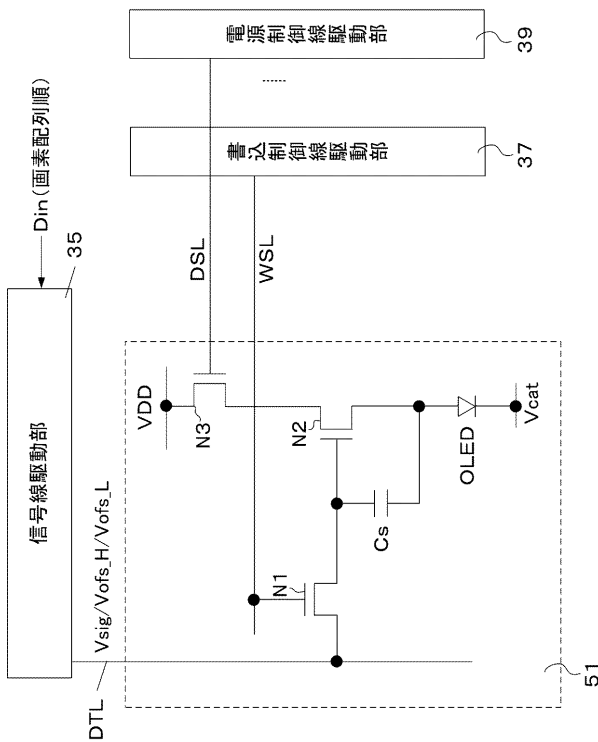 Din(画素配列順)
35
信号線駆動部
Vsig/Vofs_H/Vofs_L
DTL
電源制御線駆動部
39
書込制御線駆動部
37
DSL
WSL
VDD
N3
N2
N1
Cs
OLED
Vcat
51